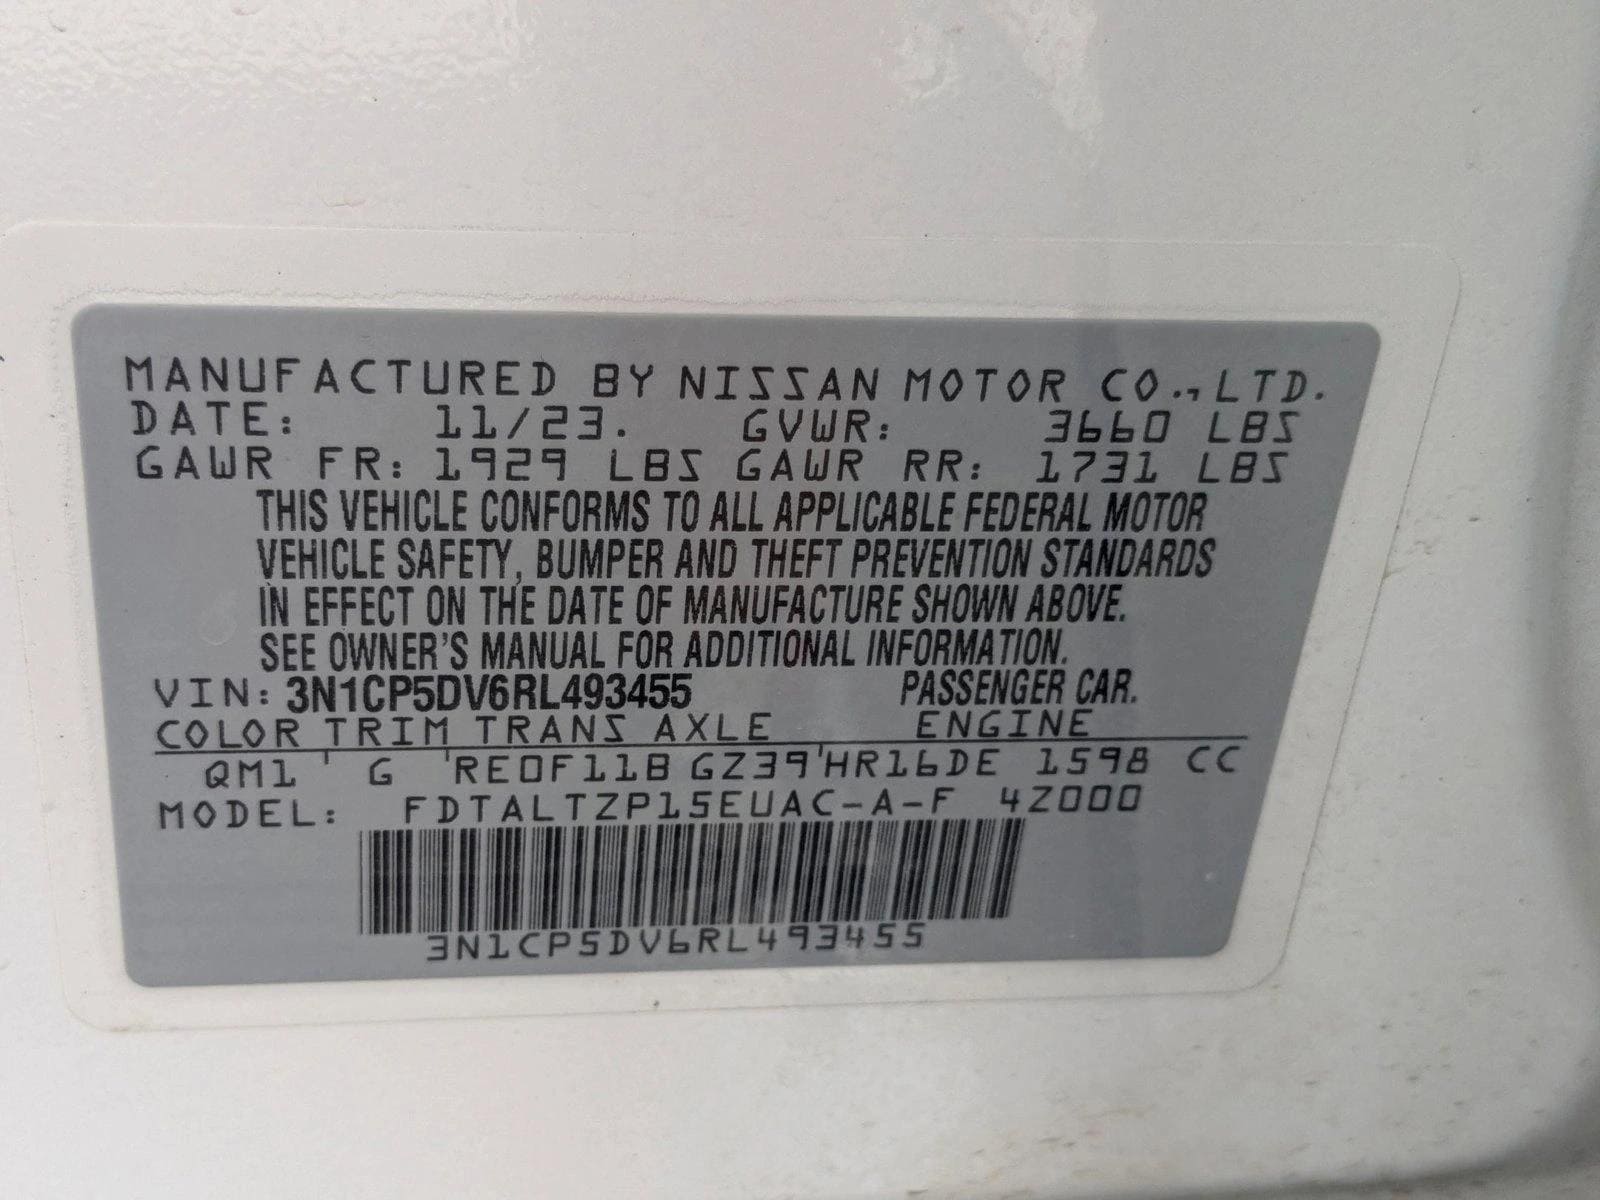 MANUFACTURED BY NISSAN MOTOR CO., LTD.
DATE: 11/23. GVWR: 3660 LBS
GAWR FR: 1929 LBS GAWR RR: 1731 LBS
THIS VEHICLE CONFORMS TO ALL APPLICABLE FEDERAL MOTOR
VEHICLE SAFETY, BUMPER AND THEFT PREVENTION STANDARDS
IN EFFECT ON THE DATE OF MANUFACTURE SHOWN ABOVE.
SEE OWNER'S MANUAL FOR ADDITIONAL INFORMATION.
VIN: 3N1CP5DV6RL493455 PASSENGER CAR.
COLOR TRIM TRANS AXLE ENGINE
QM1 G RE0F11B GZ39 HR16DE 1598 CC
MODEL: FDTALTZP15EUAC-A-F 4Z000
3N1CP5DV6RL493455